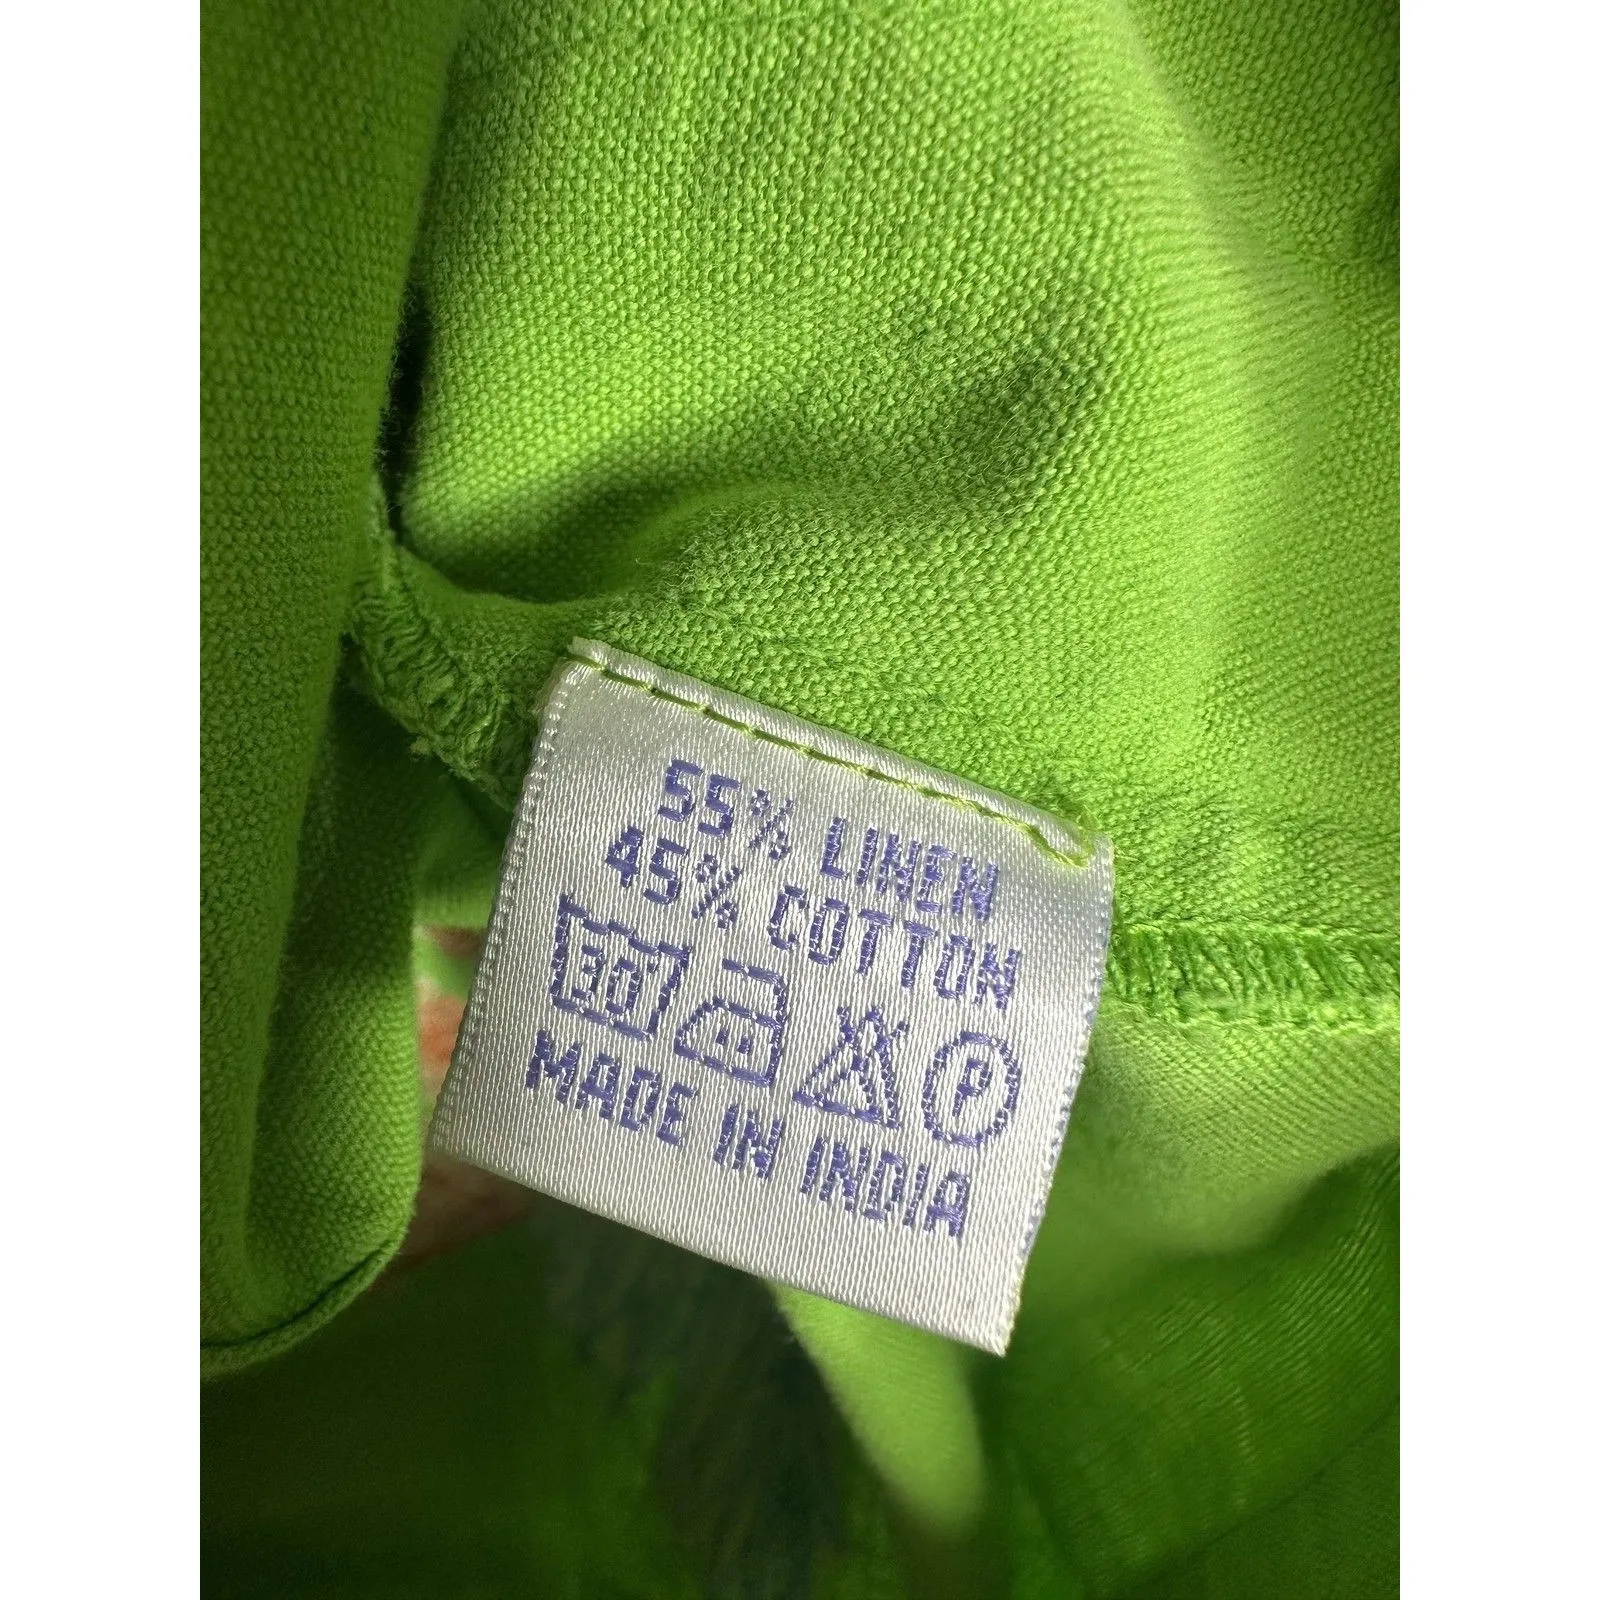 55% LINEN
45% COTTON
30° P
MADE IN INDIA